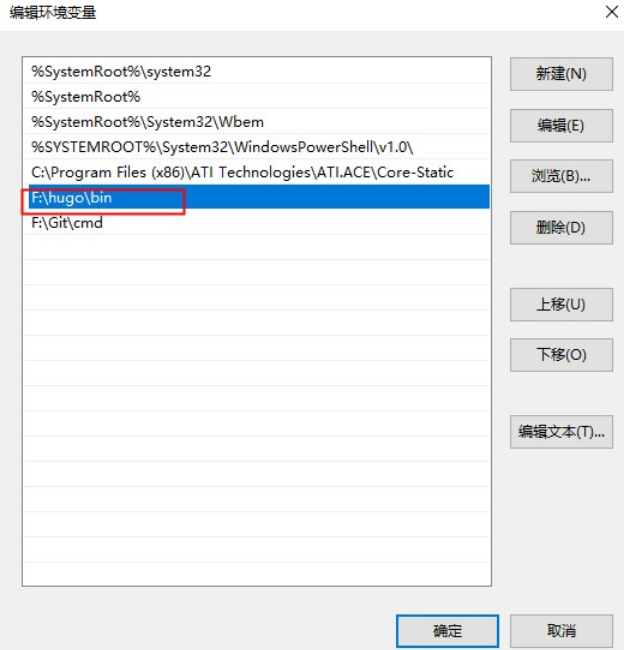 编辑环境变量
%SystemRoot%\system32
%SystemRoot%
%SystemRoot%\System32\Wbem
%SYSTEMROOT%\System32\WindowsPowerShell\v1.0\
C:\Program Files (x86)\ATI Technologies\ATI.ACE\Core-Static
F:\hugo\bin
F:\Git\cmd
新建(N)
编辑(E)
浏览(B)...
删除(D)
上移(U)
下移(O)
编辑文本(T)...
确定
取消